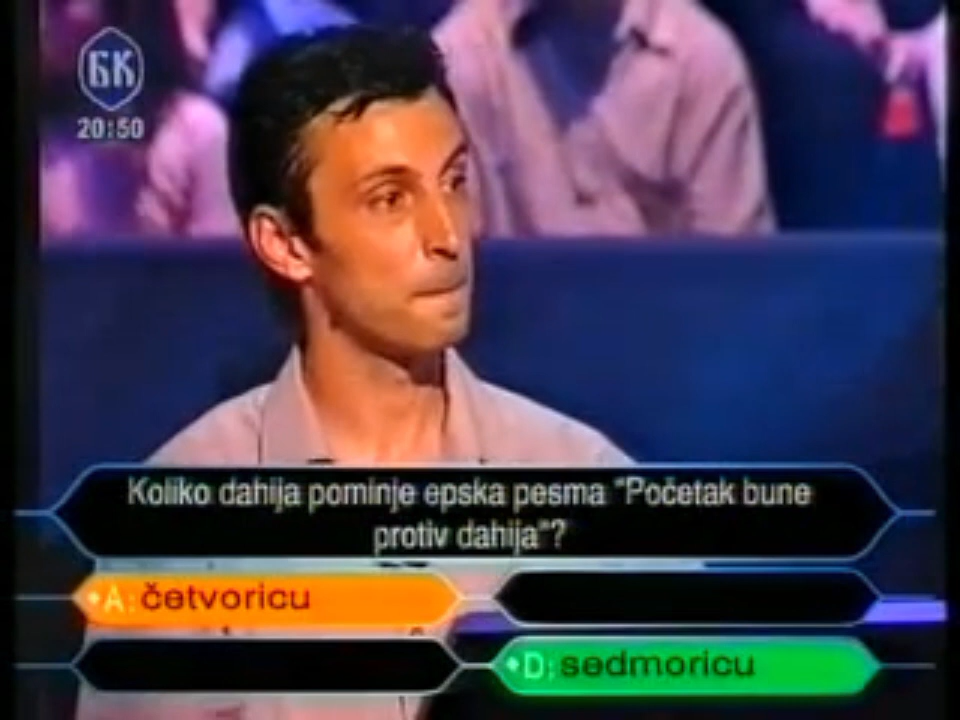 БК
20:50
Koliko dahija pominje epska pesma "Početak bune
protiv dahija"?
A: četvoricu
D: sedmoricu